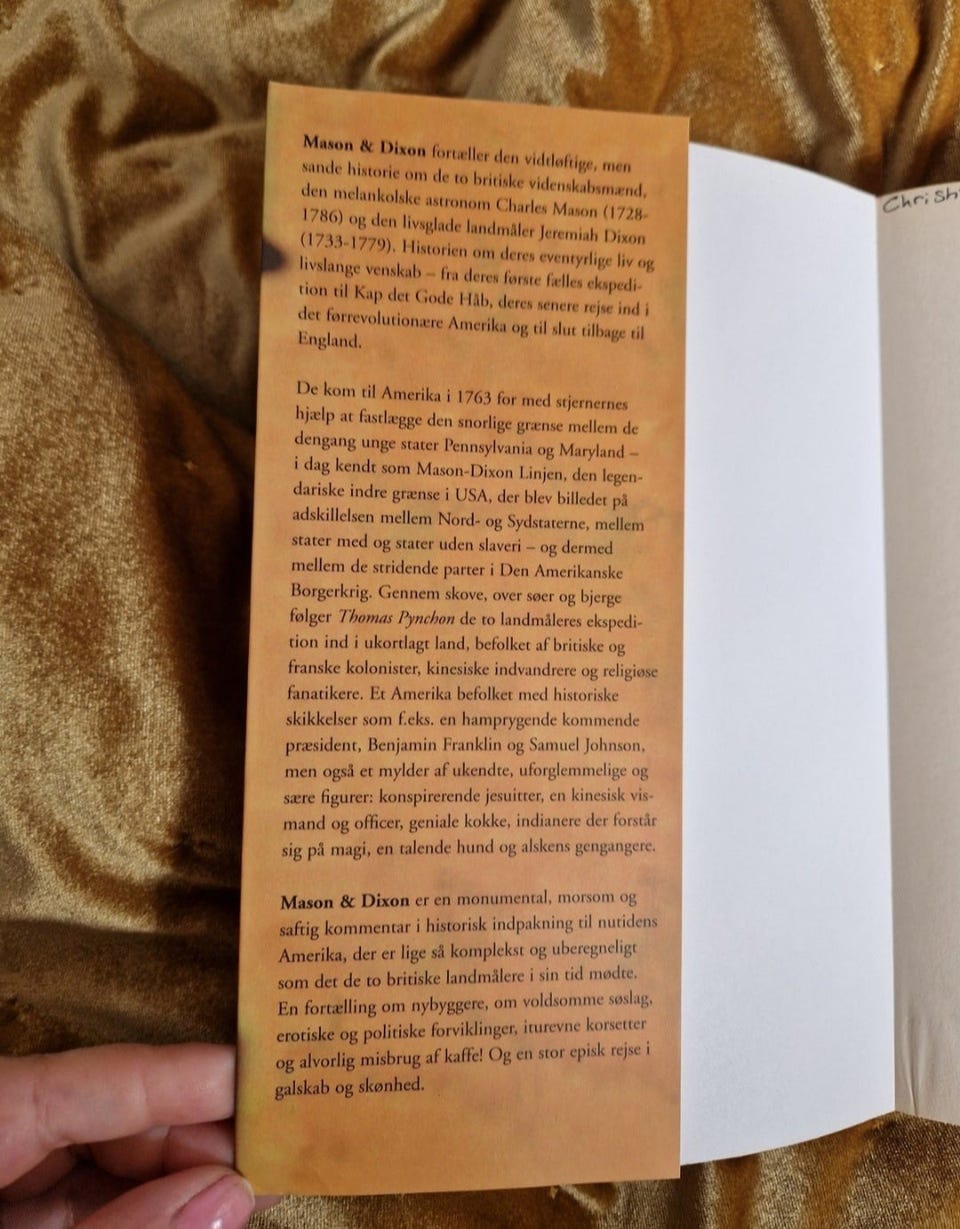 Mason & Dixon fortæller den vidtløftige, men
sande historie om de to britiske videnskabsmænd,
den melankolske astronom Charles Mason (1728-
1786) og den livsglade landmåler Jeremiah Dixon
(1733-1779). Historien om deres eventyrlige liv og
livslange venskab – fra deres første fælles ekspedi-
tion til Kap det Gode Håb, deres senere rejse ind i
det førrevolutionære Amerika og til slut tilbage til
England.
De kom til Amerika i 1763 for med stjernernes
hjælp at fastlægge den snorlige grænse mellem de
dengang unge stater Pennsylvania og Maryland –
i dag kendt som Mason-Dixon Linjen, den legen-
dariske indre grænse i USA, der blev billedet på
adskillelsen mellem Nord- og Sydstaterne, mellem
stater med og stater uden slaveri – og dermed
mellem de stridende parter i Den Amerikanske
Borgerkrig. Gennem skove, over søer og bjerge
følger Thomas Pynchon de to landmåleres ekspedi-
tion ind i ukortlagt land, befolket af britiske og
franske kolonister, kinesiske indvandrere og religiøse
fanatikere. Et Amerika befolket med historiske
skikkelser som f.eks. en hamprygende kommende
præsident, Benjamin Franklin og Samuel Johnson,
men også et mylder af ukendte, uforglemmelige og
sære figurer: konspirerende jesuitter, en kinesisk vis-
mand og officer, geniale kokke, indianere der forstår
sig på magi, en talende hund og alskens gengangere.
Mason & Dixon er en monumental, morsom og
saftig kommentar i historisk indpakning til nutidens
Amerika, der er lige så komplekst og uberegneligt
som det de to britiske landmålere i sin tid mødte.
En fortælling om nybyggere, om voldsomme søslag,
erotiske og politiske forviklinger, iturevne korsetter
og alvorlig misbrug af kaffe! Og en stor episk rejse i
galskab og skønhed.